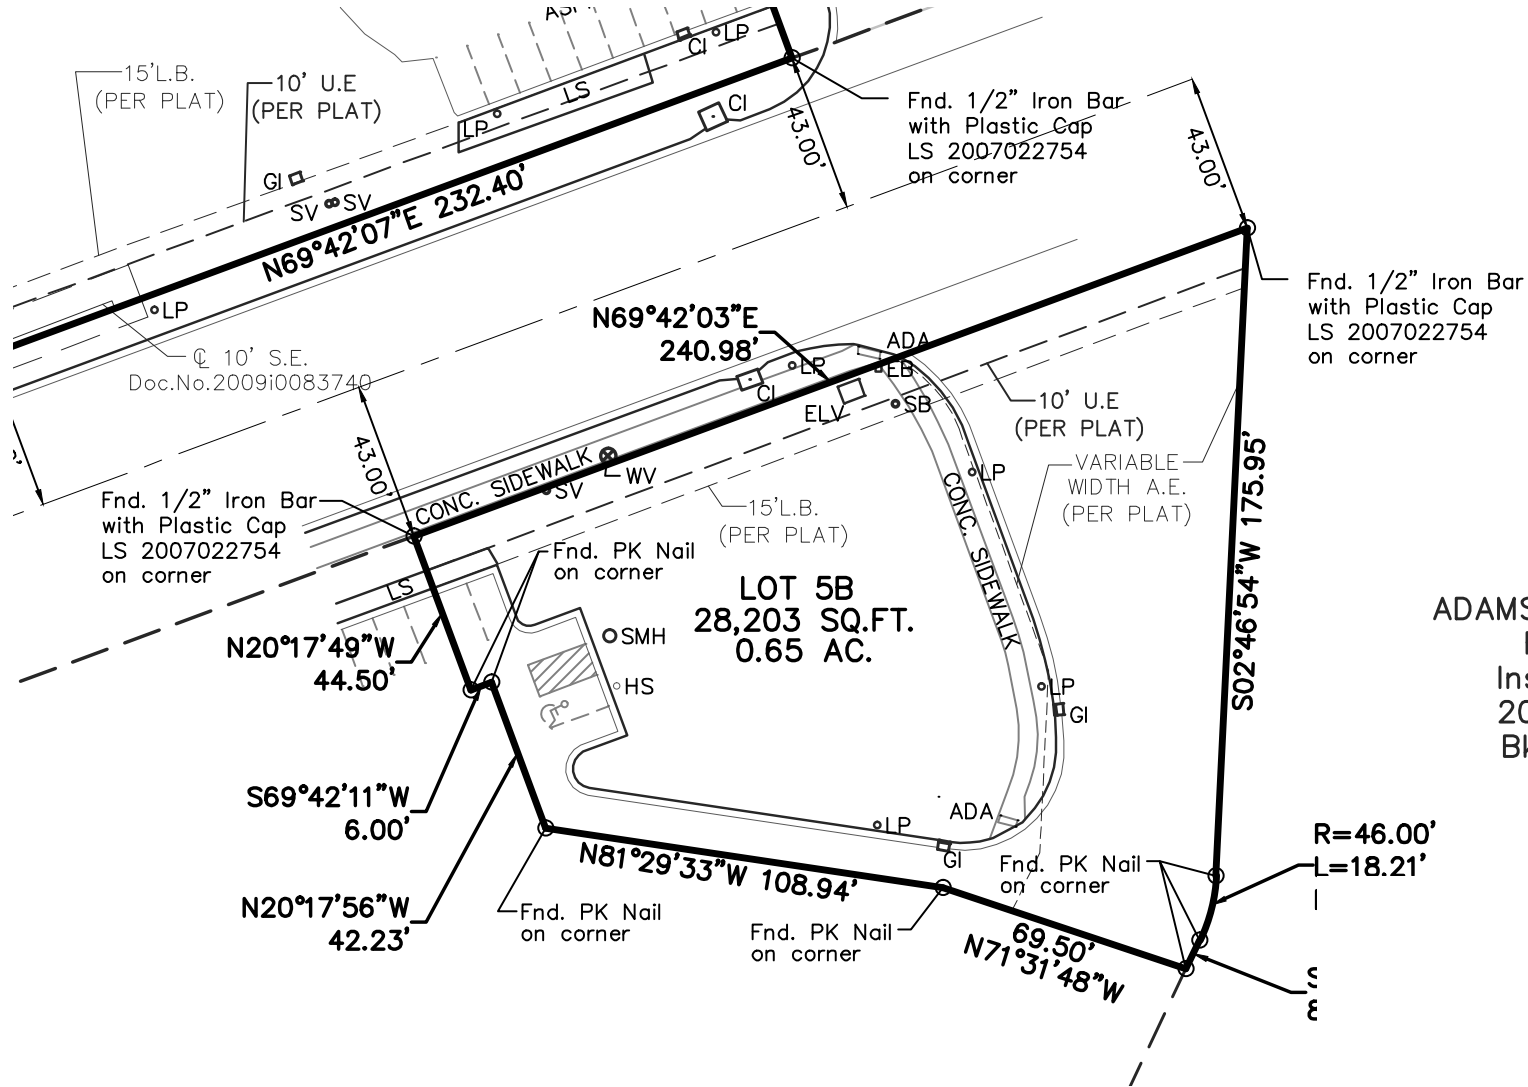 15'L.B.
(PER PLAT)
10' U.E
(PER PLAT)
CI
LP
LS
CI
LP
43.00'
Fnd. 1/2" Iron Bar
with Plastic Cap
LS 2007022754
on corner
43.00'
GI
SV
SV
N69°42'07"E 232.40'
LP
℄ 10' S.E.
Doc.No.2009i0083740
N69°42'03"E
240.98'
Fnd. 1/2" Iron Bar
with Plastic Cap
LS 2007022754
on corner
ADA
LP
EB
CI
ELV
SB
10' U.E
(PER PLAT)
43.00'
CONC. SIDEWALK
WV
SV
LP
VARIABLE
WIDTH A.E.
(PER PLAT)
S02°46'54"W 175.95'
Fnd. 1/2" Iron Bar
with Plastic Cap
LS 2007022754
on corner
15'L.B.
(PER PLAT)
CONC. SIDEWALK
Fnd. PK Nail
on corner
LS
LOT 5B
28,203 SQ.FT.
0.65 AC.
SMH
HS
N20°17'49"W
44.50'
LP
GI
ADAMS
20
S69°42'11"W
6.00'
ADA
LP
GI
R=46.00'
L=18.21'
N81°29'33"W 108.94'
Fnd. PK Nail
on corner
N20°17'56"W
42.23'
Fnd. PK Nail
on corner
Fnd. PK Nail
on corner
69.50'
N71°31'48"W